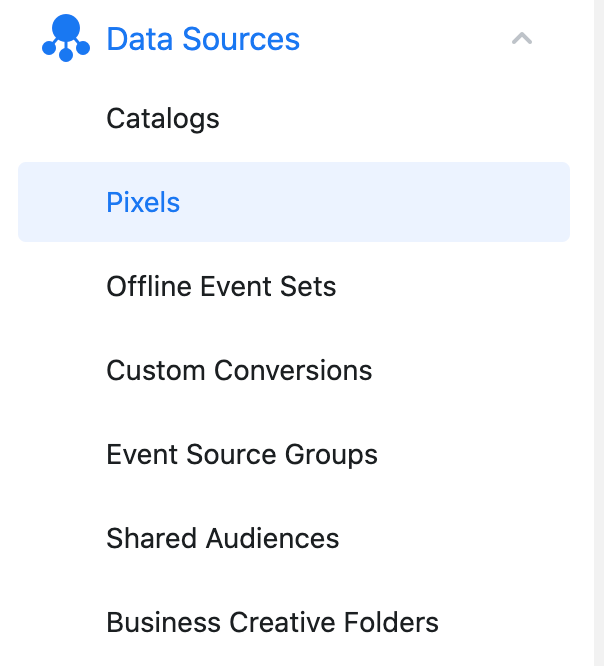 Data Sources
Catalogs
Pixels
Offline Event Sets
Custom Conversions
Event Source Groups
Shared Audiences
Business Creative Folders